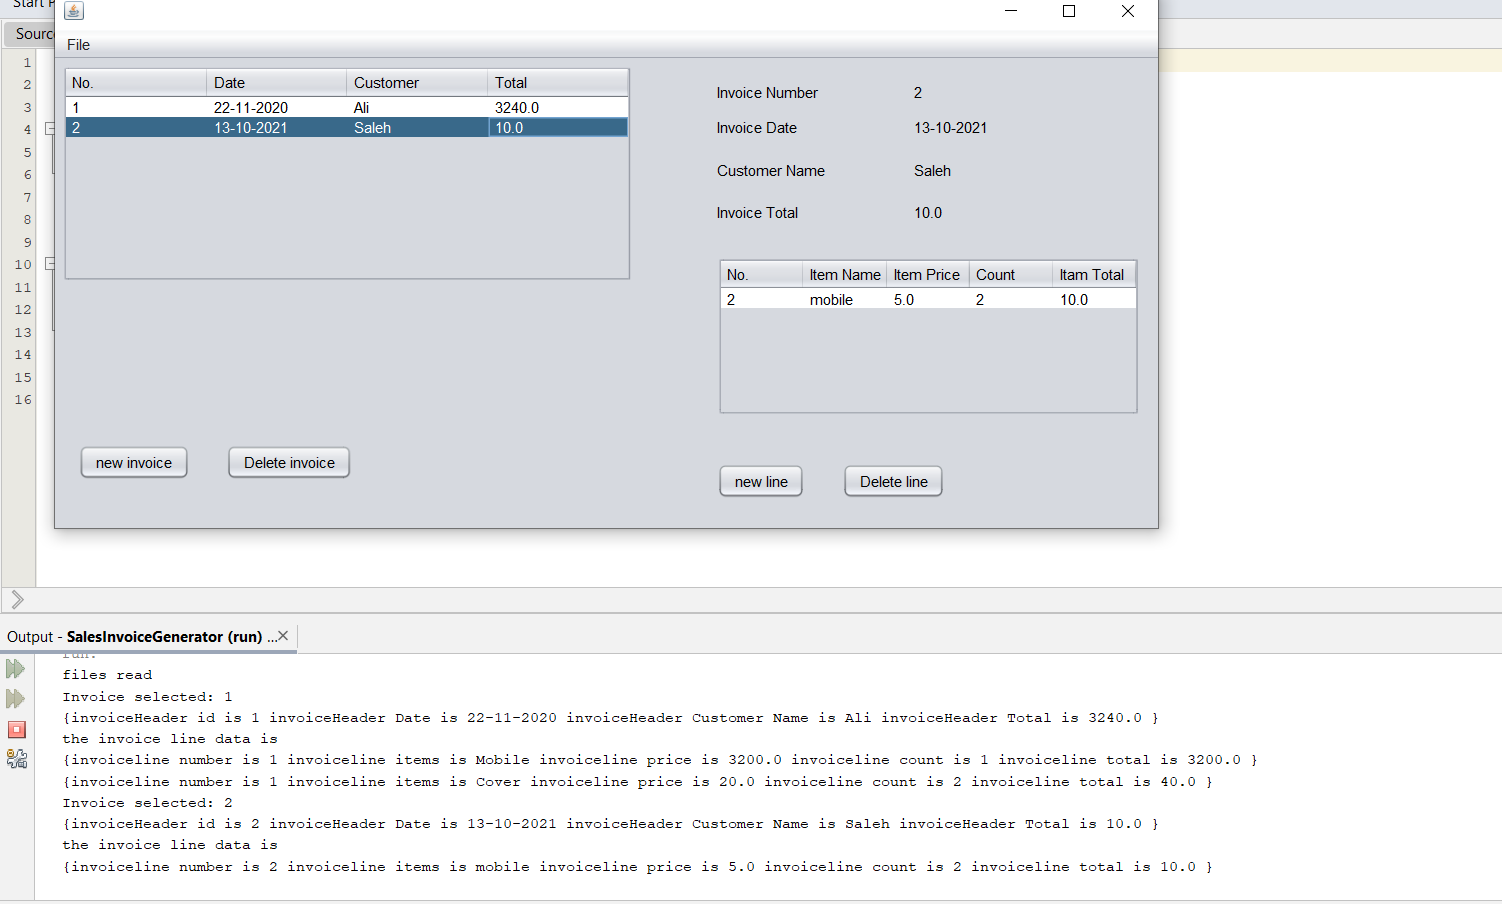 Start P
Sourc
File
No. Date Customer Total
1 22-11-2020 Ali 3240.0
2 13-10-2021 Saleh 10.0
Invoice Number 2
Invoice Date 13-10-2021
Customer Name Saleh
Invoice Total 10.0
No. Item Name Item Price Count Itam Total
2 mobile 5.0 2 10.0
new invoice Delete invoice
new line Delete line
1
2
3
4
5
6
7
8
9
10
11
12
13
14
15
16
Output - SalesInvoiceGenerator (run) ...
run:
files read
Invoice selected: 1
{invoiceHeader id is 1 invoiceHeader Date is 22-11-2020 invoiceHeader Customer Name is Ali invoiceHeader Total is 3240.0 }
the invoice line data is
{invoiceline number is 1 invoiceline items is Mobile invoiceline price is 3200.0 invoiceline count is 1 invoiceline total is 3200.0 }
{invoiceline number is 1 invoiceline items is Cover invoiceline price is 20.0 invoiceline count is 2 invoiceline total is 40.0 }
Invoice selected: 2
{invoiceHeader id is 2 invoiceHeader Date is 13-10-2021 invoiceHeader Customer Name is Saleh invoiceHeader Total is 10.0 }
the invoice line data is
{invoiceline number is 2 invoiceline items is mobile invoiceline price is 5.0 invoiceline count is 2 invoiceline total is 10.0 }